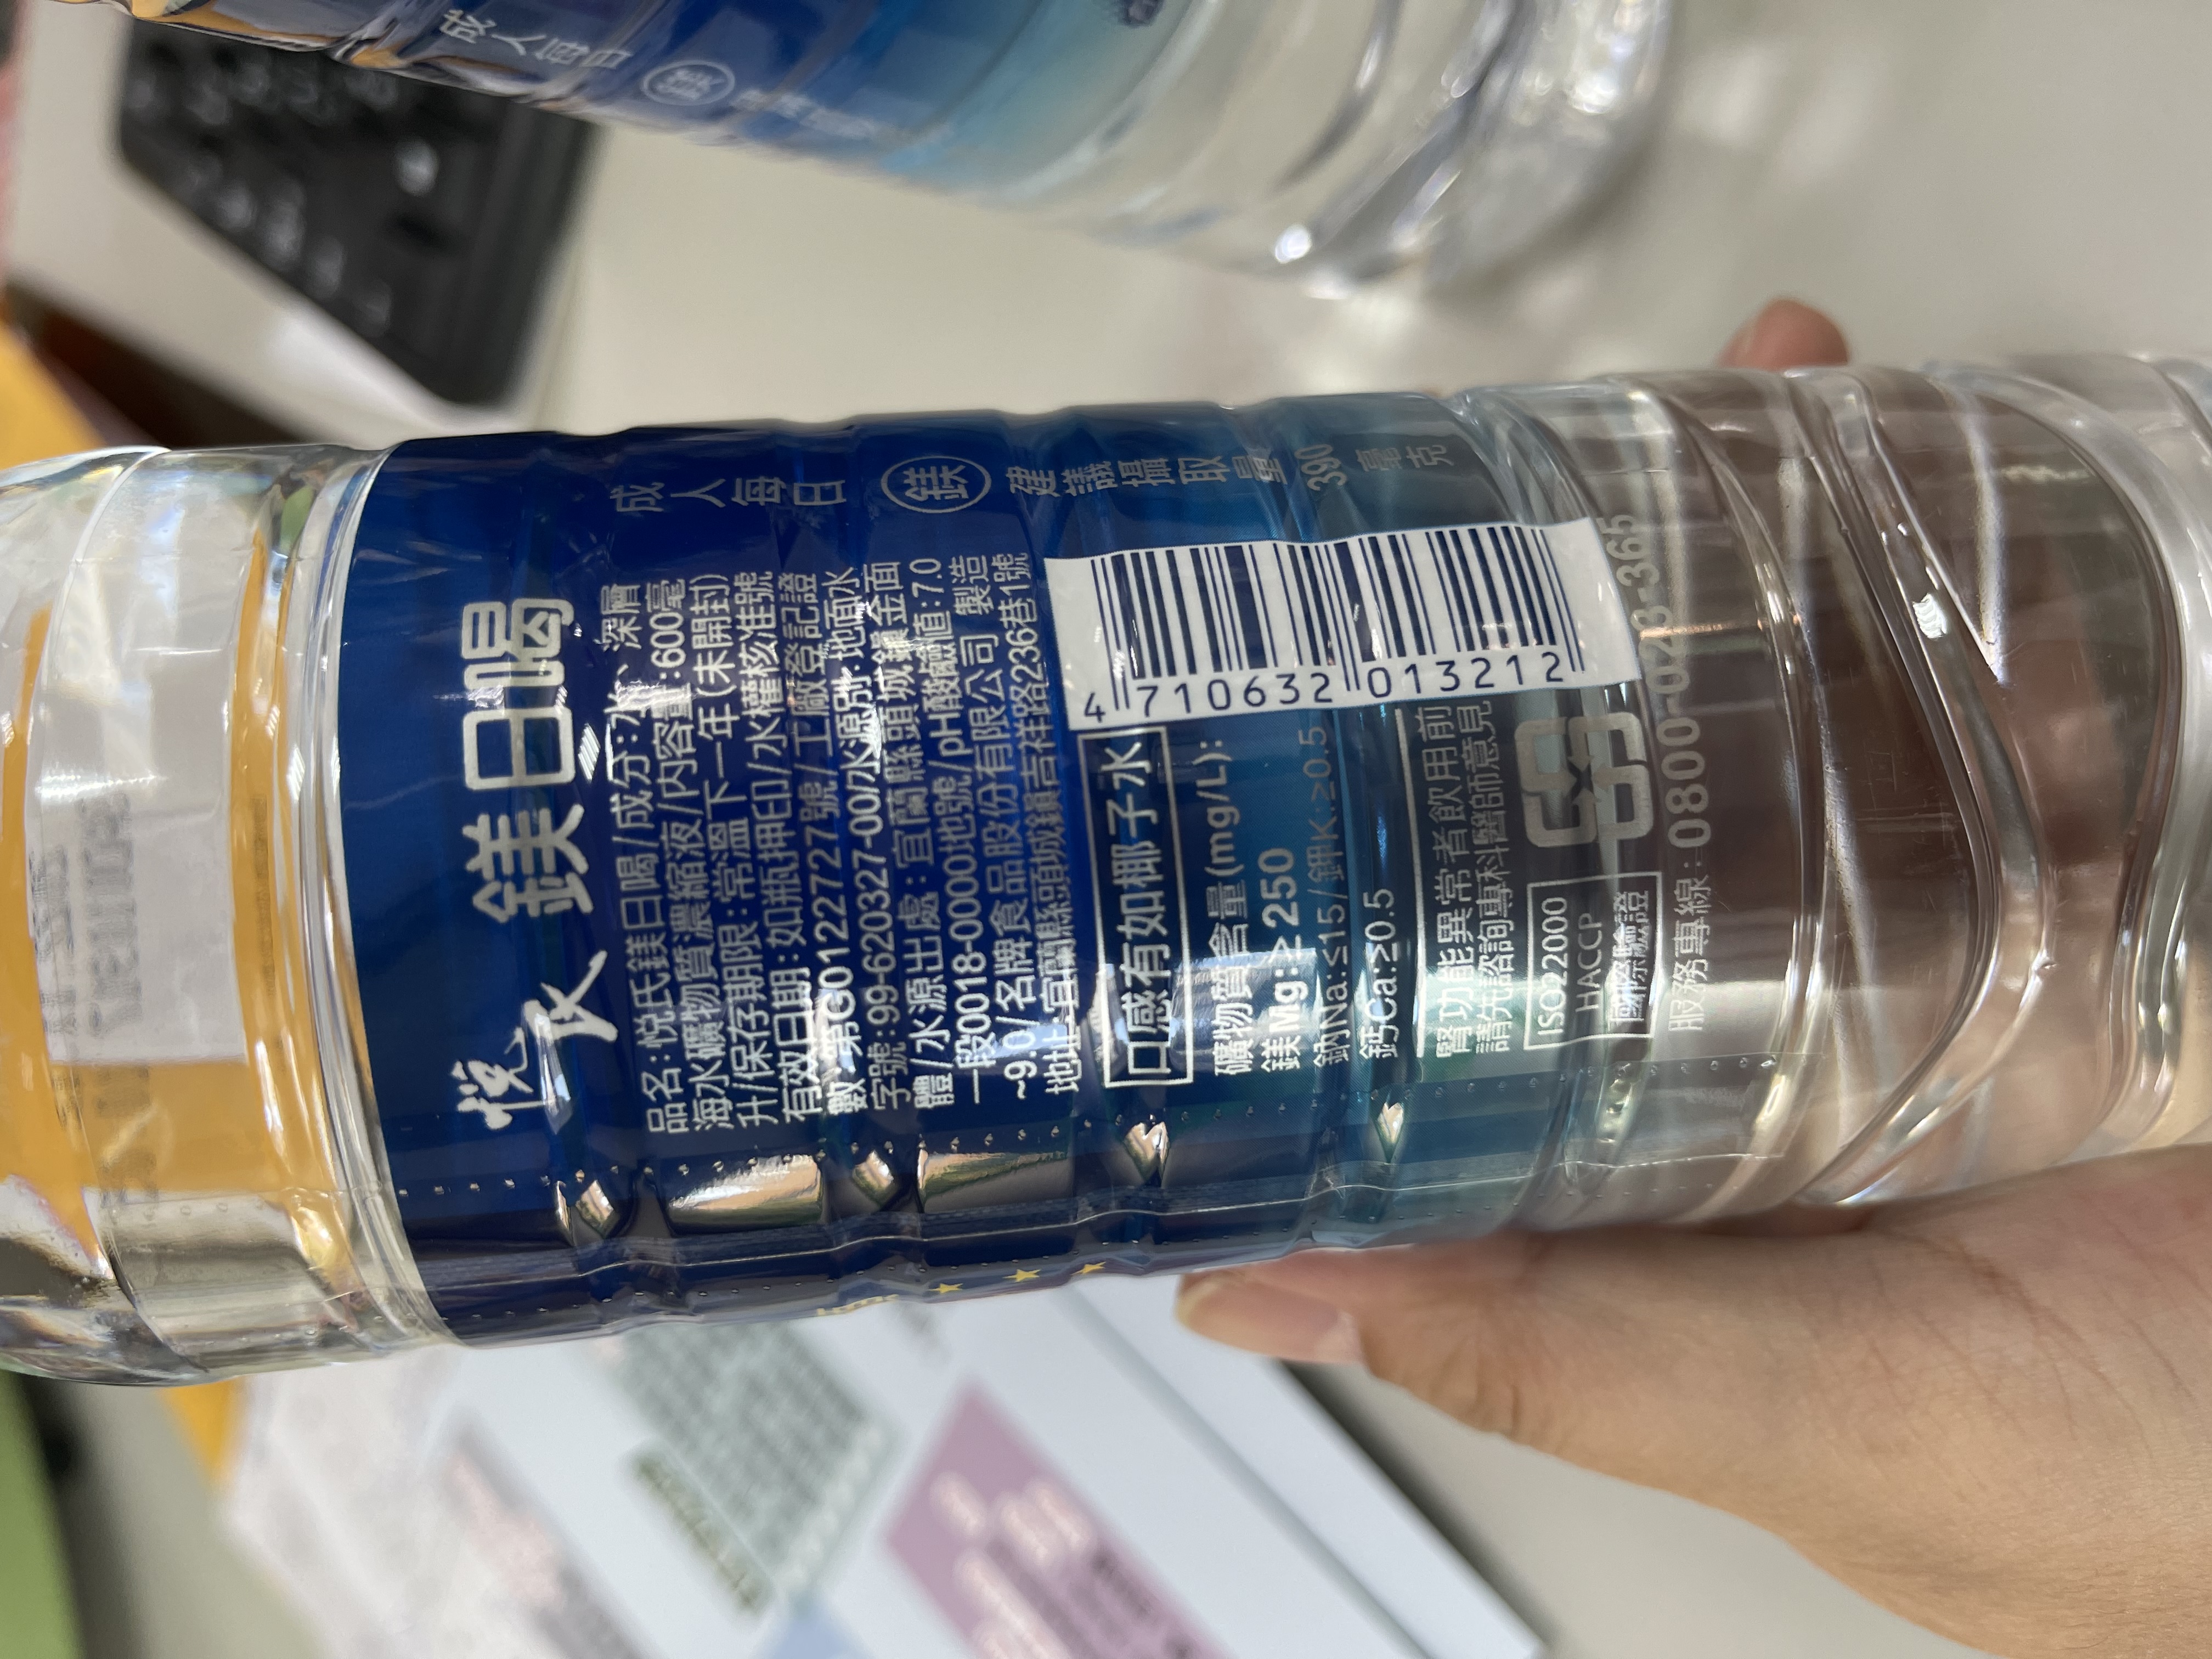 悅氏 鎂日喝
品名:悅氏鎂日喝/成分:水、深層
海水礦物質濃縮液/內容量:600毫
升/保存期限:常溫下一年(未開封)
有效日期:如瓶押印/水權核准號
數:第G0122727號/工廠登記證
字號:99-620327-00/水源別:地面水
體/水源出處:宜蘭縣頭城鎮金面
段0018-0000地號/pH酸鹼值:7.0
~9.0/名牌食品股份有限公司 製造
地址:宜蘭縣頭城鎮吉祥路236巷1號
口感有如椰子水
礦物質含量(mg/L):
鎂Mg:≥250
鈉Na:≤15/鉀K:≥0.5
鈣Ca:≥0.5
腎功能異常者飲用前
請先諮詢專科醫師意見
ISO22000
HACCP
國際驗證
服務專線:0800-023-365
4 710632 013212
成人每日 鎂 建議攝取量 390 毫克
成人每日
鎂